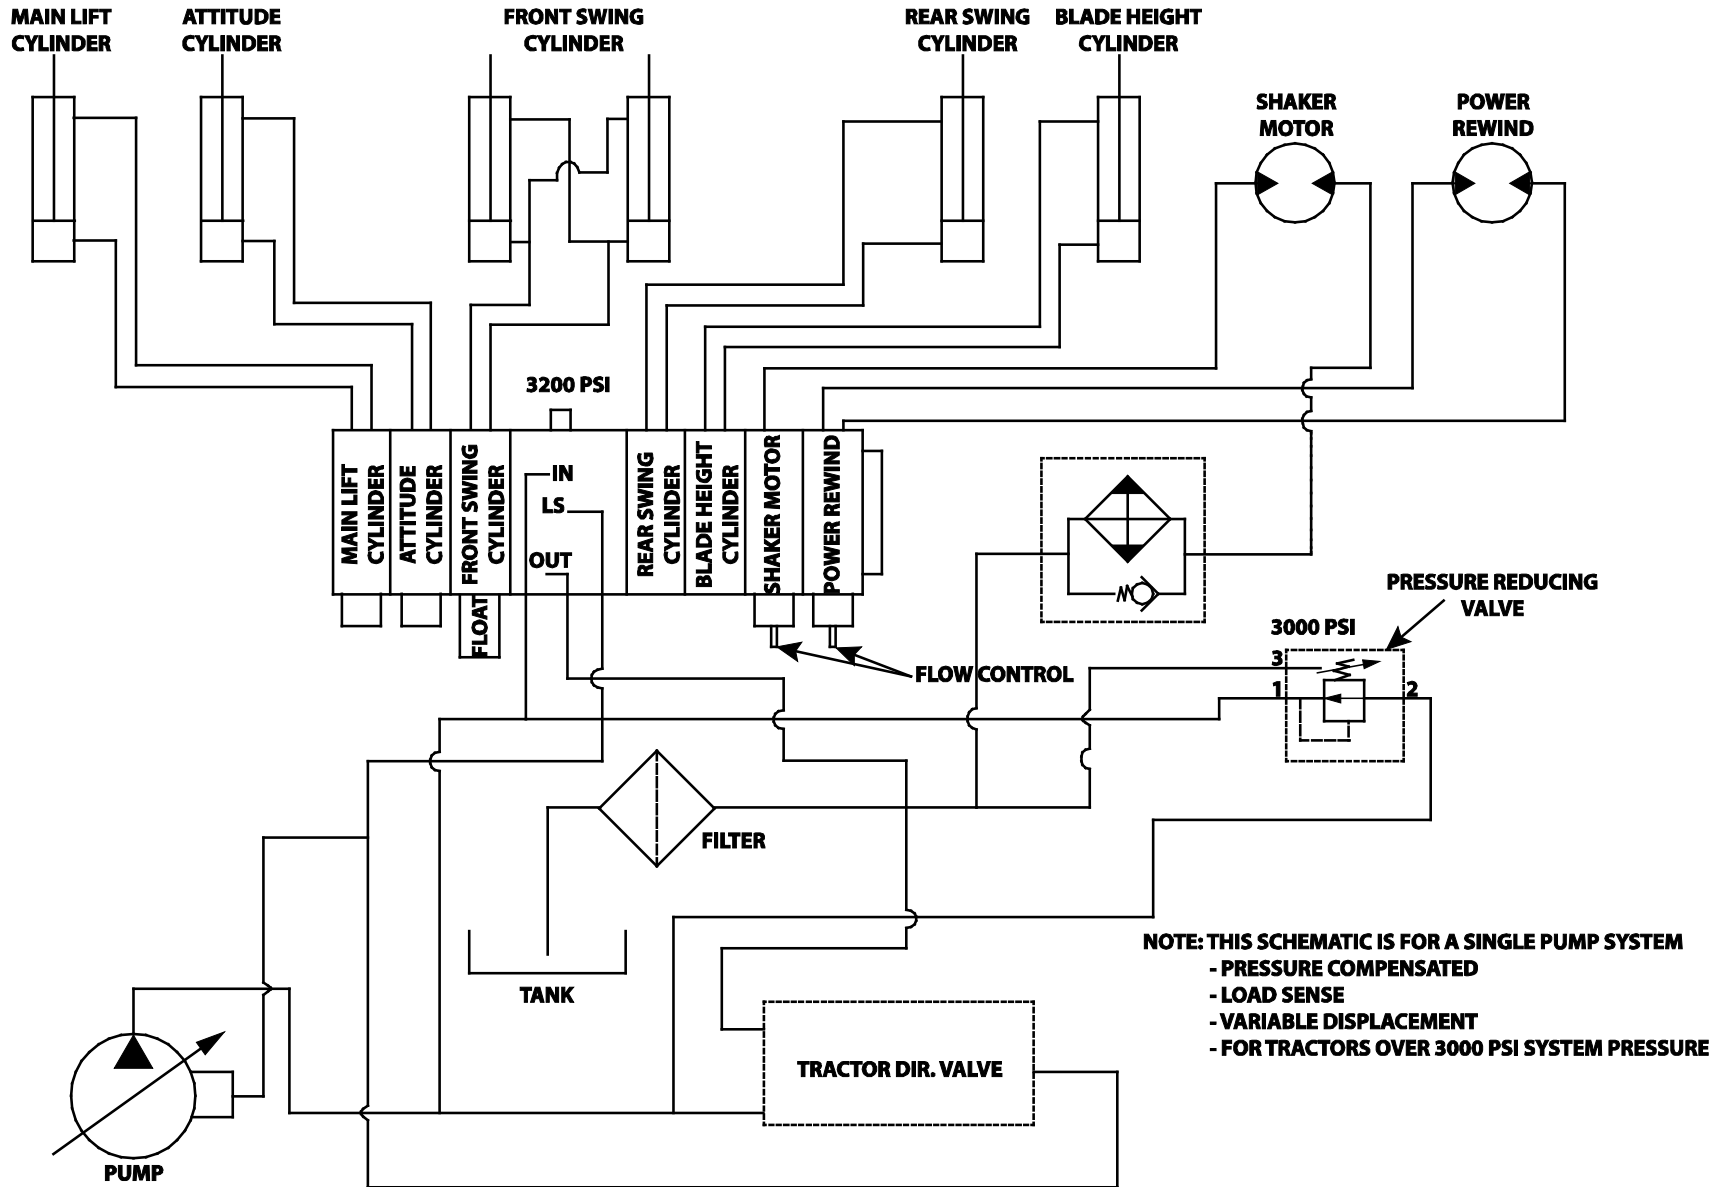 MAIN LIFT
CYLINDER
ATTITUDE
CYLINDER
FRONT SWING
CYLINDER
REAR SWING
CYLINDER
BLADE HEIGHT
CYLINDER
SHAKER
MOTOR
POWER
REWIND
3200 PSI
MAIN LIFT
CYLINDER
ATTITUDE
CYLINDER
FRONT SWING
CYLINDER
FLOAT
IN
LS
OUT
REAR SWING
CYLINDER
BLADE HEIGHT
CYLINDER
SHAKER MOTOR
POWER REWIND
FLOW CONTROL
PRESSURE REDUCING
VALVE
3000 PSI
3
1
2
FILTER
TANK
PUMP
TRACTOR DIR. VALVE
NOTE: THIS SCHEMATIC IS FOR A SINGLE PUMP SYSTEM
- PRESSURE COMPENSATED
- LOAD SENSE
- VARIABLE DISPLACEMENT
- FOR TRACTORS OVER 3000 PSI SYSTEM PRESSURE